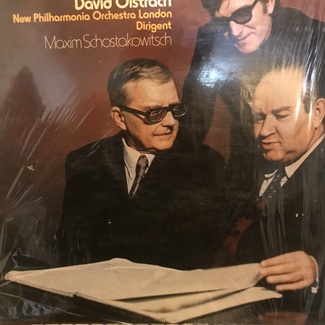 David Oistrach
New Philharmonia Orchestra London
Dirigent
Maxim Schostakowitsch